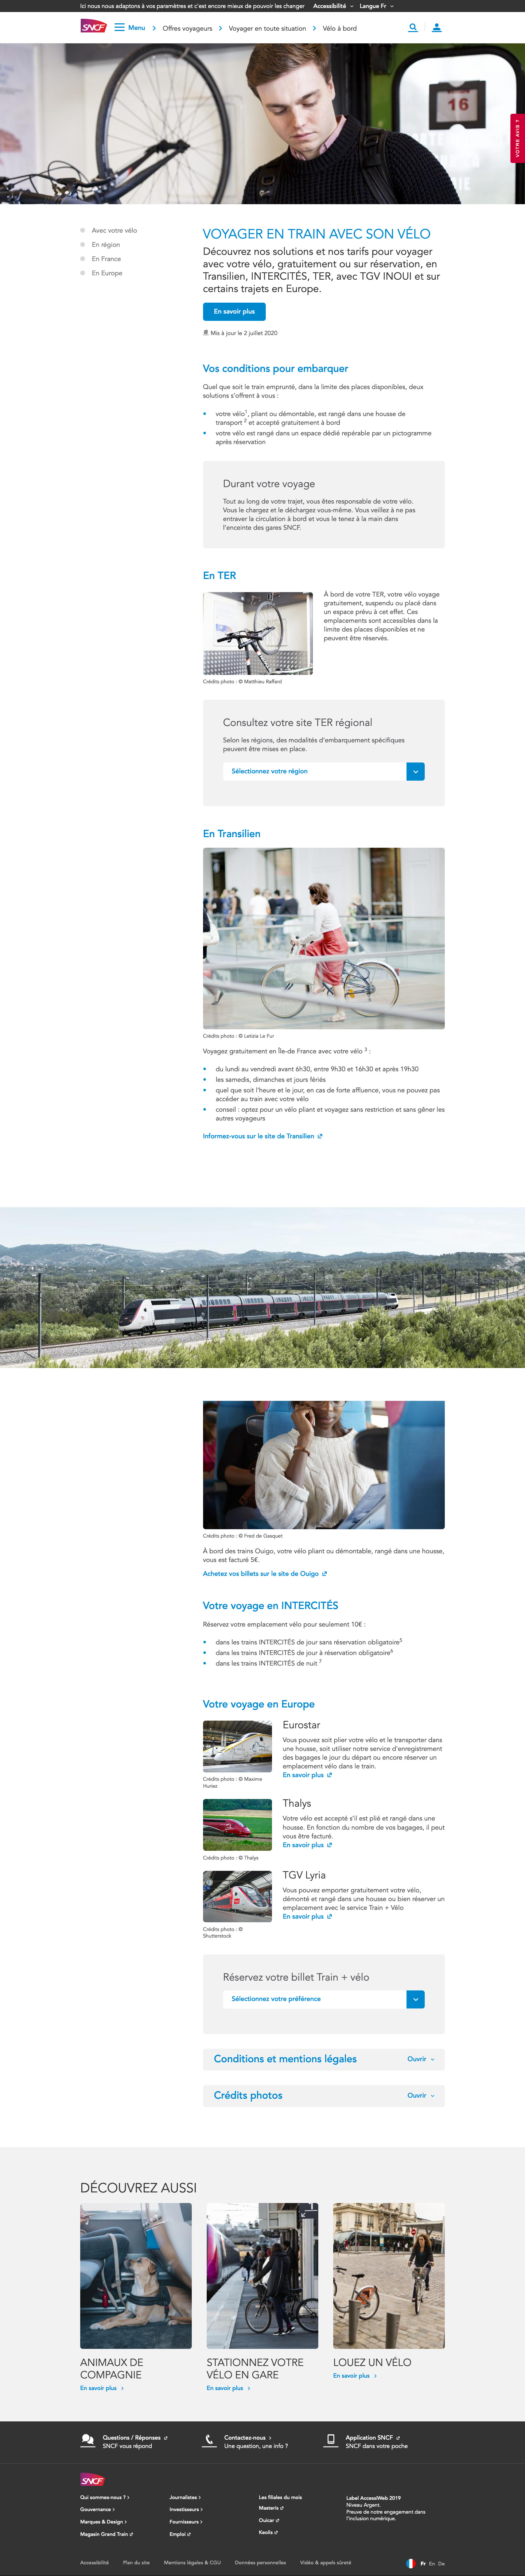 Ici nous nous adaptons à vos paramètres et c'est encore mieux de pouvoir les changer Accessibilité Langue Fr
SNCF Menu Offres voyageurs Voyager en toute situation Vélo à bord
16
VOTRE AVIS ?
Avec votre vélo
En région
En France
En Europe
VOYAGER EN TRAIN AVEC SON VÉLO
Découvrez nos solutions et nos tarifs pour voyager
avec votre vélo, gratuitement ou sur réservation, en
Transilien, INTERCITÉS, TER, avec TGV INOUI et sur
certains trajets en Europe.
En savoir plus
Mis à jour le 2 juillet 2020
Vos conditions pour embarquer
Quel que soit le train emprunté, dans la limite des places disponibles, deux
solutions s'offrent à vous :
votre vélo1, pliant ou démontable, est rangé dans une housse de
transport 2 et accepté gratuitement à bord
votre vélo est rangé dans un espace dédié repérable par un pictogramme
après réservation
Durant votre voyage
Tout au long de votre trajet, vous êtes responsable de votre vélo.
Vous le chargez et le déchargez vous-même. Vous veillez à ne pas
entraver la circulation à bord et vous le tenez à la main dans
l'enceinte des gares SNCF.
En TER
À bord de votre TER, votre vélo voyage
gratuitement, suspendu ou placé dans
un espace prévu à cet effet. Ces
emplacements sont accessibles dans la
limite des places disponibles et ne
peuvent être réservés.
Crédits photo : © Matthieu Raffard
Consultez votre site TER régional
Selon les régions, des modalités d'embarquement spécifiques
peuvent être mises en place.
Sélectionnez votre région
En Transilien
Crédits photo : © Letizia Le Fur
Voyagez gratuitement en Île-de France avec votre vélo 3 :
du lundi au vendredi avant 6h30, entre 9h30 et 16h30 et après 19h30
les samedis, dimanches et jours fériés
quel que soit l'heure et le jour, en cas de forte affluence, vous ne pouvez pas
accéder au train avec votre vélo
conseil : optez pour un vélo pliant et voyagez sans restriction et sans gêner les
autres voyageurs
Informez-vous sur le site de Transilien
Crédits photo : © Fred de Gasquet
À bord des trains Ouigo, votre vélo pliant ou démontable, rangé dans une housse,
vous est facturé 5€.
Achetez vos billets sur le site de Ouigo
Votre voyage en INTERCITÉS
Réservez votre emplacement vélo pour seulement 10€ :
dans les trains INTERCITÉS de jour sans réservation obligatoire5
dans les trains INTERCITÉS de jour à réservation obligatoire6
dans les trains INTERCITÉS de nuit 7
Votre voyage en Europe
Eurostar
Vous pouvez soit plier votre vélo et le transporter dans
une housse, soit utiliser notre service d'enregistrement
des bagages le jour du départ ou encore réserver un
emplacement vélo dans le train.
En savoir plus
Crédits photo : © Maxime
Huriez
Thalys
Votre vélo est accepté s'il est plié et rangé dans une
housse. En fonction du nombre de vos bagages, il peut
vous être facturé.
En savoir plus
Crédits photo : © Thalys
TGV Lyria
Vous pouvez emporter gratuitement votre vélo,
démonté et rangé dans une housse ou bien réserver un
emplacement avec le service Train + Vélo
En savoir plus
Crédits photo : ©
Shutterstock
Réservez votre billet Train + vélo
Sélectionnez votre préférence
Conditions et mentions légales Ouvrir
Crédits photos Ouvrir
DÉCOUVREZ AUSSI
ANIMAUX DE
COMPAGNIE
En savoir plus
STATIONNEZ VOTRE
VÉLO EN GARE
En savoir plus
LOUEZ UN VÉLO
En savoir plus
Questions / Réponses
SNCF vous répond
Contactez-nous
Une question, une info ?
Application SNCF
SNCF dans votre poche
SNCF
Qui sommes-nous ?
Gouvernance
Marques & Design
Magasin Grand Train
Journalistes
Investisseurs
Fournisseurs
Emploi
Les filiales du mois
Masteris
Ouicar
Keolis
Label AccessiWeb 2019
Niveau Argent.
Preuve de notre engagement dans
l'inclusion numérique.
Accessibilité Plan du site Mentions légales & CGU Données personnelles Vidéo & appels sûreté Fr En De